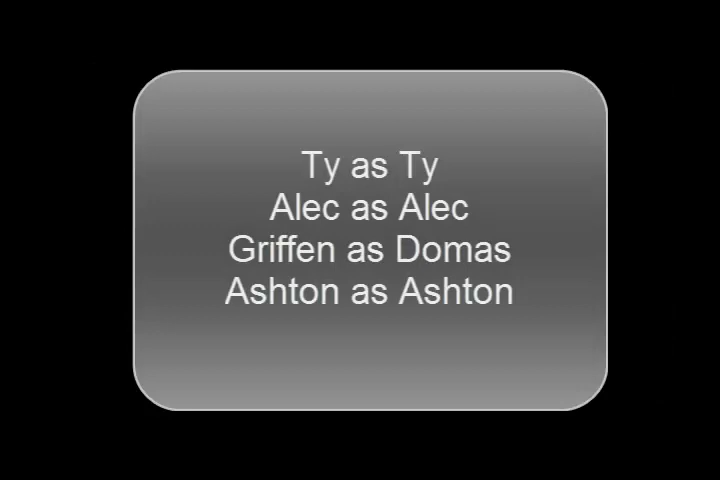 Ty as Ty
Alec as Alec
Griffen as Domas
Ashton as Ashton